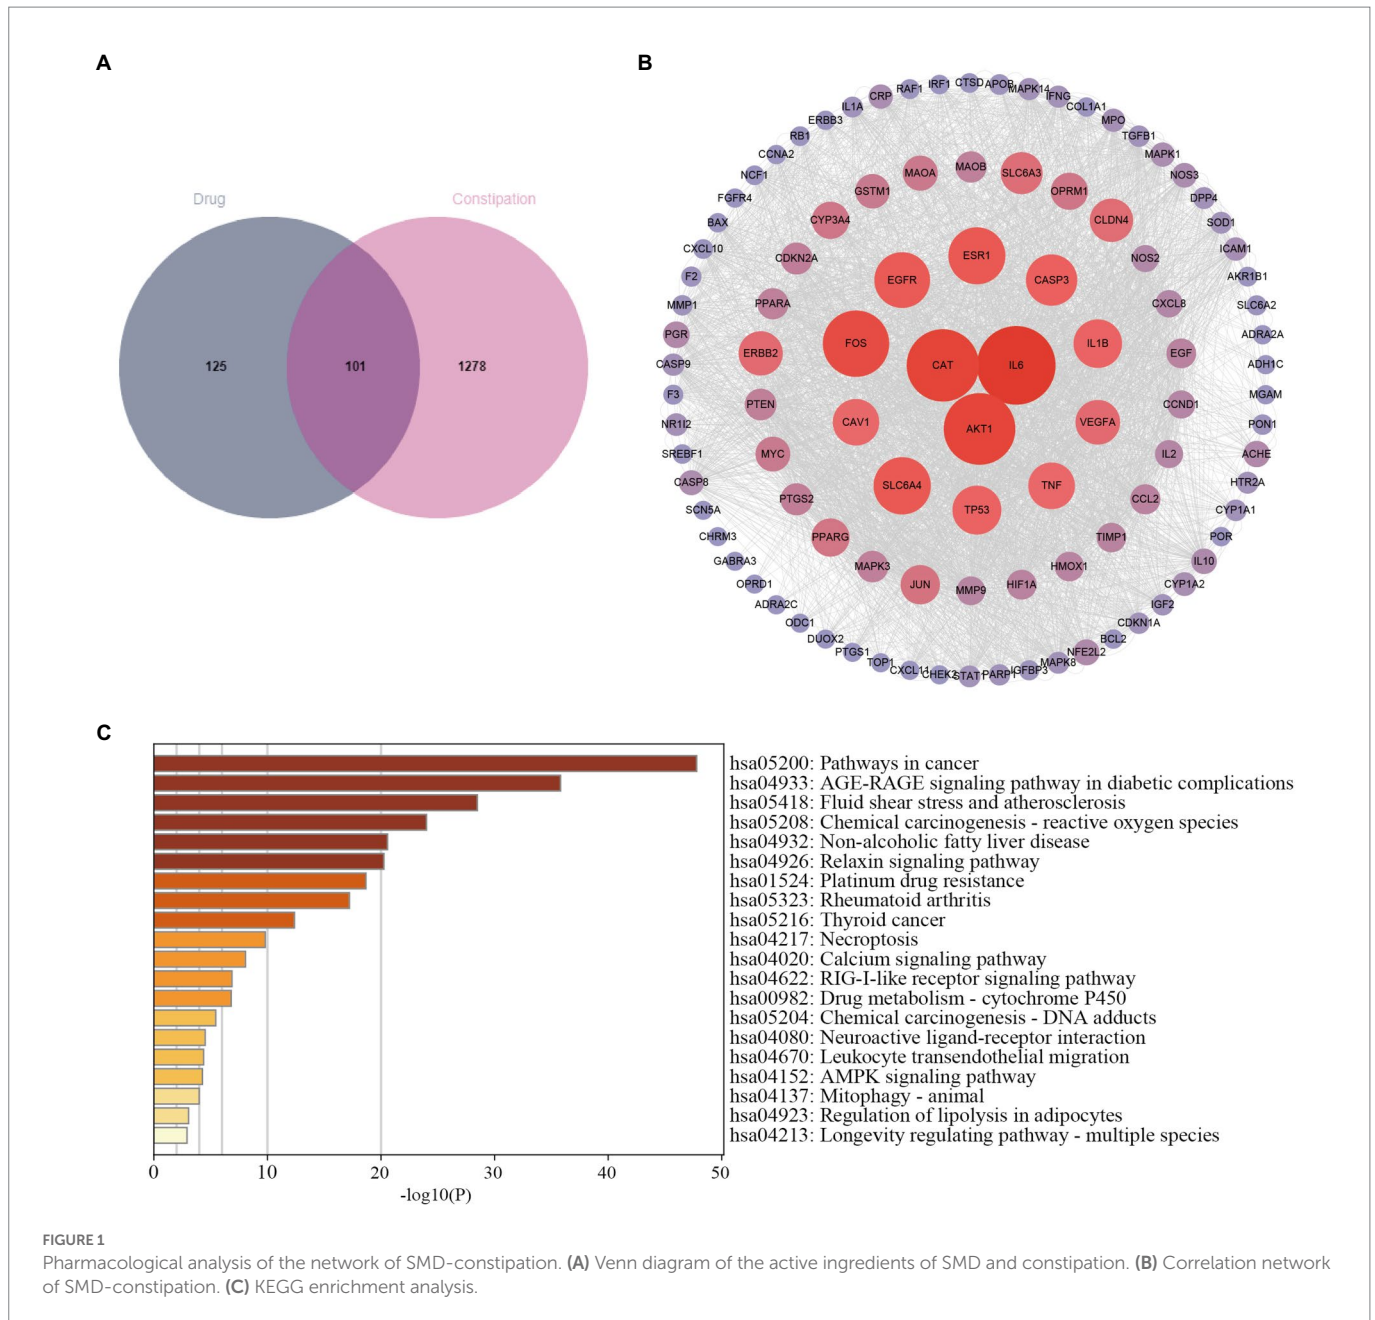 A
Drug
Constipation
125
101
1278
B
CTSD
APOB
MAPK14
IFNG
COL1A1
MPO
TGFB1
MAPK1
NOS3
DPP4
SOD1
ICAM1
AKR1B1
SLC6A2
ADRA2A
ADH1C
MGAM
PON1
ACHE
HTR2A
CYP1A1
POR
IL10
CYP1A2
IGF2
CDKN1A
BCL2
NFE2L2
MAPK8
IGFBP3
PARP1
STAT1
CHEK2
CXCL11
TOP1
PTGS1
DUOX2
ODC1
ADRA2C
OPRD1
GABRA3
CHRM3
SCN5A
CASP8
SREBF1
NR1I2
F3
CASP9
PGR
MMP1
F2
CXCL10
BAX
FGFR4
NCF1
CCNA2
RB1
ERBB3
IL1A
CRP
RAF1
IRF1
MAOB
SLC6A3
OPRM1
CLDN4
NOS2
CXCL8
EGF
CCND1
IL2
CCL2
TIMP1
HMOX1
HIF1A
MMP9
JUN
MAPK3
PPARG
PTGS2
MYC
PTEN
ERBB2
PPARA
CDKN2A
CYP3A4
GSTM1
MAOA
ESR1
CASP3
IL1B
VEGFA
TNF
TP53
SLC6A4
CAV1
FOS
EGFR
CAT
IL6
AKT1
C
hsa05200: Pathways in cancer
hsa04933: AGE-RAGE signaling pathway in diabetic complications
hsa05418: Fluid shear stress and atherosclerosis
hsa05208: Chemical carcinogenesis - reactive oxygen species
hsa04932: Non-alcoholic fatty liver disease
hsa04926: Relaxin signaling pathway
hsa01524: Platinum drug resistance
hsa05323: Rheumatoid arthritis
hsa05216: Thyroid cancer
hsa04217: Necroptosis
hsa04020: Calcium signaling pathway
hsa04622: RIG-I-like receptor signaling pathway
hsa00982: Drug metabolism - cytochrome P450
hsa05204: Chemical carcinogenesis - DNA adducts
hsa04080: Neuroactive ligand-receptor interaction
hsa04670: Leukocyte transendothelial migration
hsa04152: AMPK signaling pathway
hsa04137: Mitophagy - animal
hsa04923: Regulation of lipolysis in adipocytes
hsa04213: Longevity regulating pathway - multiple species
0 10 20 30 40 50
-log10(P)
FIGURE 1
Pharmacological analysis of the network of SMD-constipation. (A) Venn diagram of the active ingredients of SMD and constipation. (B) Correlation network
of SMD-constipation. (C) KEGG enrichment analysis.